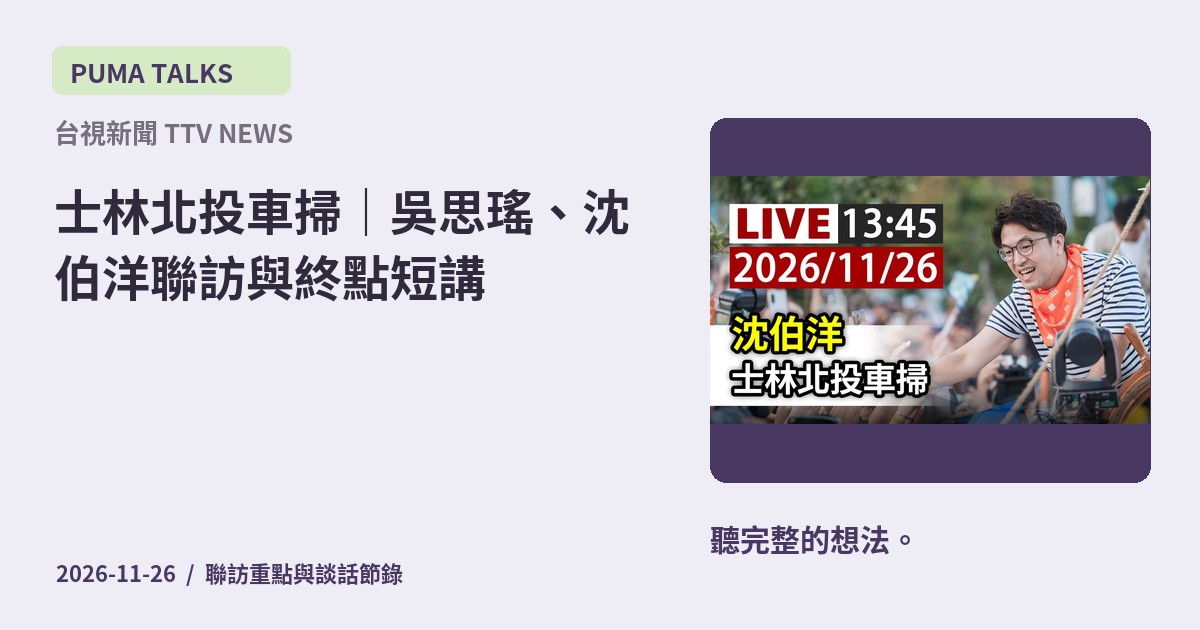 PUMA TALKS
台視新聞 TTV NEWS
士林北投車掃｜吳思瑤、沈
伯洋聯訪與終點短講
LIVE 13:45
2026/11/26
沈伯洋
士林北投車掃
聽完整的想法。
2026-11-26 / 聯訪重點與談話節錄